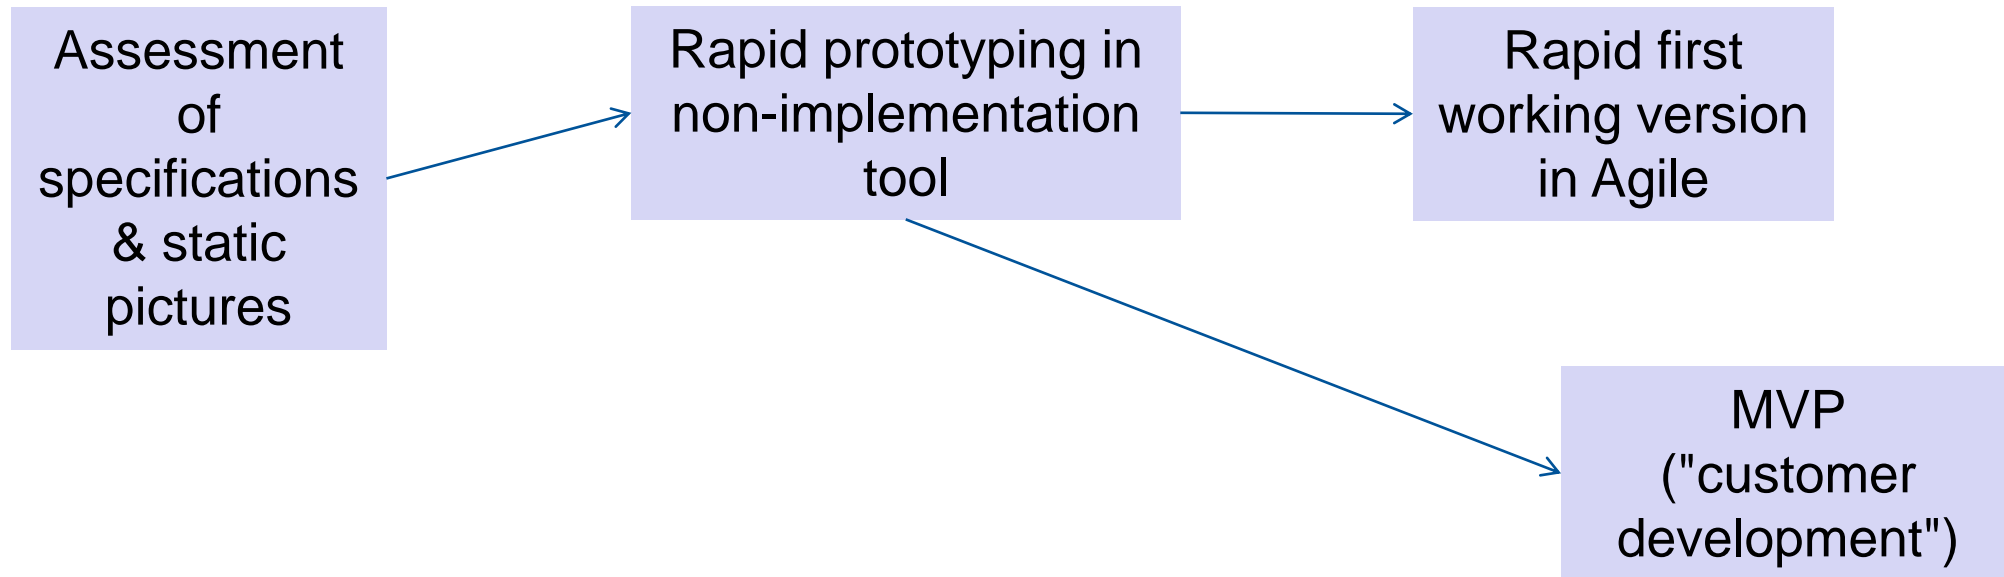 Assessment
of
specifications
& static
pictures
Rapid prototyping in
non-implementation
tool
Rapid first
working version
in Agile
MVP
("customer
development")